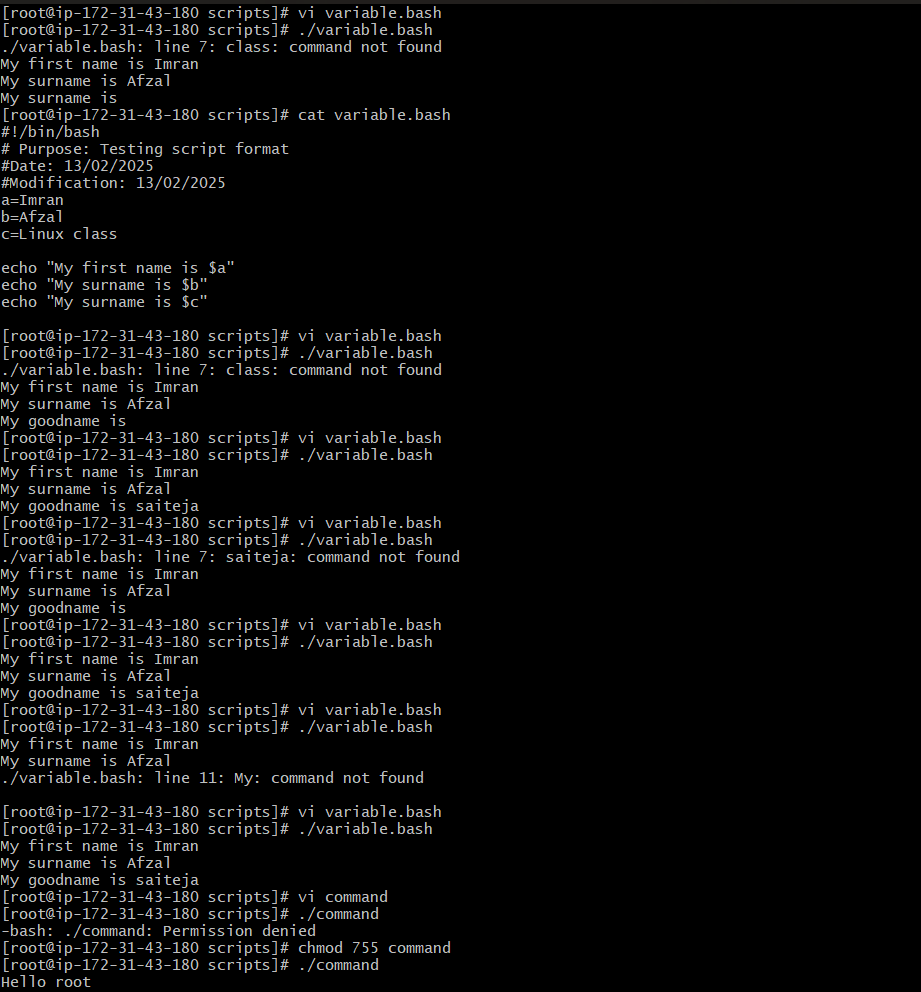 [root@ip-172-31-43-180 scripts]# vi variable.bash
[root@ip-172-31-43-180 scripts]# ./variable.bash
./variable.bash: line 7: class: command not found
My first name is Imran
My surname is Afzal
My surname is
[root@ip-172-31-43-180 scripts]# cat variable.bash
#!/bin/bash
# Purpose: Testing script format
#Date: 13/02/2025
#Modification: 13/02/2025
a=Imran
b=Afzal
c=Linux class

echo "My first name is $a"
echo "My surname is $b"
echo "My surname is $c"

[root@ip-172-31-43-180 scripts]# vi variable.bash
[root@ip-172-31-43-180 scripts]# ./variable.bash
./variable.bash: line 7: class: command not found
My first name is Imran
My surname is Afzal
My goodname is
[root@ip-172-31-43-180 scripts]# vi variable.bash
[root@ip-172-31-43-180 scripts]# ./variable.bash
My first name is Imran
My surname is Afzal
My goodname is saiteja
[root@ip-172-31-43-180 scripts]# vi variable.bash
[root@ip-172-31-43-180 scripts]# ./variable.bash
./variable.bash: line 7: saiteja: command not found
My first name is Imran
My surname is Afzal
My goodname is
[root@ip-172-31-43-180 scripts]# vi variable.bash
[root@ip-172-31-43-180 scripts]# ./variable.bash
My first name is Imran
My surname is Afzal
My goodname is saiteja
[root@ip-172-31-43-180 scripts]# vi variable.bash
[root@ip-172-31-43-180 scripts]# ./variable.bash
My first name is Imran
My surname is Afzal
./variable.bash: line 11: My: command not found

[root@ip-172-31-43-180 scripts]# vi variable.bash
[root@ip-172-31-43-180 scripts]# ./variable.bash
My first name is Imran
My surname is Afzal
My goodname is saiteja
[root@ip-172-31-43-180 scripts]# vi command
[root@ip-172-31-43-180 scripts]# ./command
-bash: ./command: Permission denied
[root@ip-172-31-43-180 scripts]# chmod 755 command
[root@ip-172-31-43-180 scripts]# ./command
Hello root